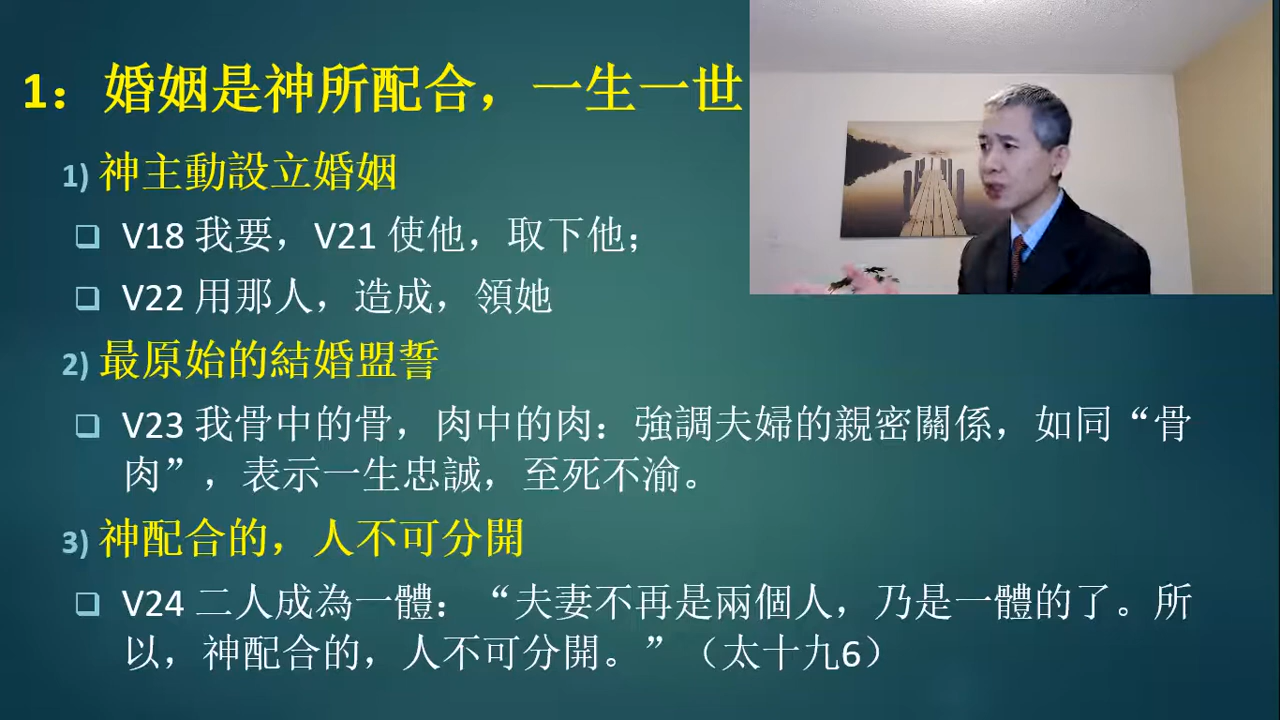 1：婚姻是神所配合，一生一世
1) 神主動設立婚姻
V18 我要，V21 使他，取下他；
V22 用那人，造成，領她
2) 最原始的結婚盟誓
V23 我骨中的骨，肉中的肉：強調夫婦的親密關係，如同“骨
肉”，表示一生忠誠，至死不渝。
3) 神配合的，人不可分開
V24 二人成為一體：“夫妻不再是兩個人，乃是一體的了。所
以，神配合的，人不可分開。”（太十九6）